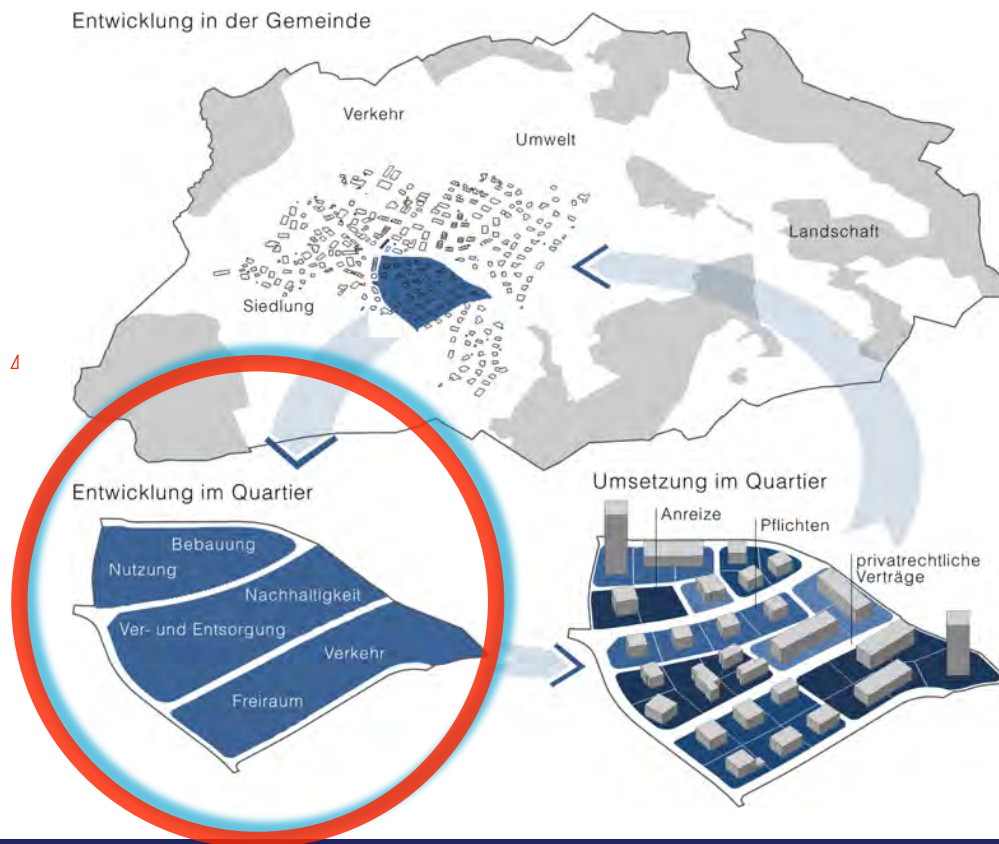 Entwicklung in der Gemeinde
Verkehr
Umwelt
Landschaft
Siedlung
Entwicklung im Quartier
Bebauung
Nutzung
Nachhaltigkeit
Ver- und Entsorgung
Verkehr
Freiraum
Umsetzung im Quartier
Anreize
Pflichten
privatrechtliche
Verträge